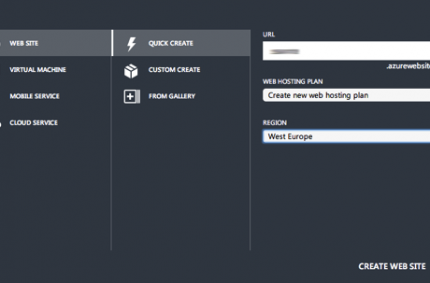 WEB SITE
VIRTUAL MACHINE
MOBILE SERVICE
CLOUD SERVICE
QUICK CREATE
CUSTOM CREATE
FROM GALLERY
URL
.azurewebsit
WEB HOSTING PLAN
Create new web hosting plan
REGION
West Europe
CREATE WEB SITE